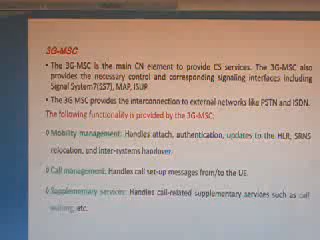 3G-MSC
• The 3G-MSC is the main CN element to provide CS services. The 3G-MSC also
provides the necessary control and corresponding signaling interfaces including
Signal System7(SS7), MAP, ISUP
• The 3G MSC provides the interconnection to external networks like PSTN and ISDN.
The following functionality is provided by the 3G-MSC:
◊ Mobility management: Handles attach, authentication, updates to the HLR, SRNS
relocation, and inter-systems handover.
◊ Call management: Handles call set-up messages from/to the UE.
◊ Supplementary services: Handles call-related supplementary services such as call
waiting, etc.